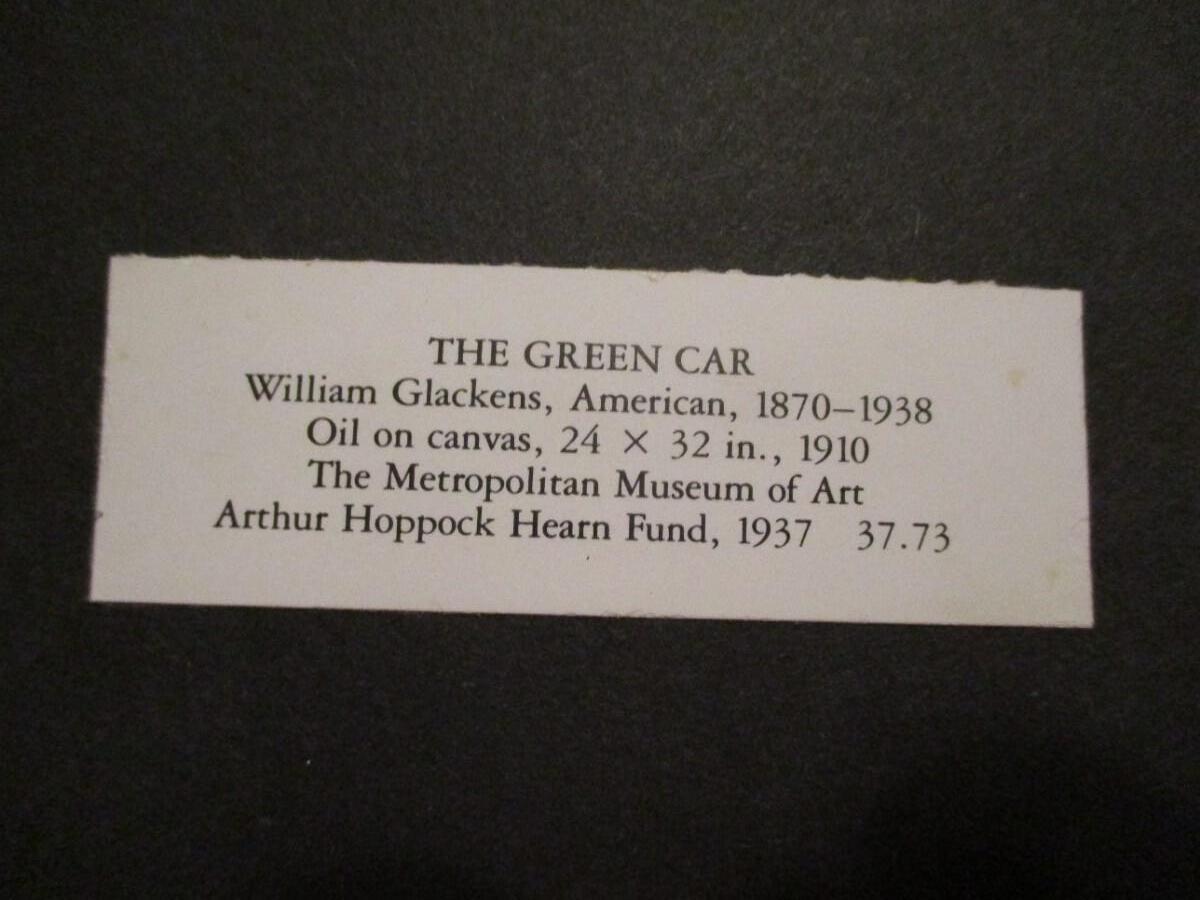 THE GREEN CAR
William Glackens, American, 1870–1938
Oil on canvas, 24 × 32 in., 1910
The Metropolitan Museum of Art
Arthur Hoppock Hearn Fund, 1937 37.73